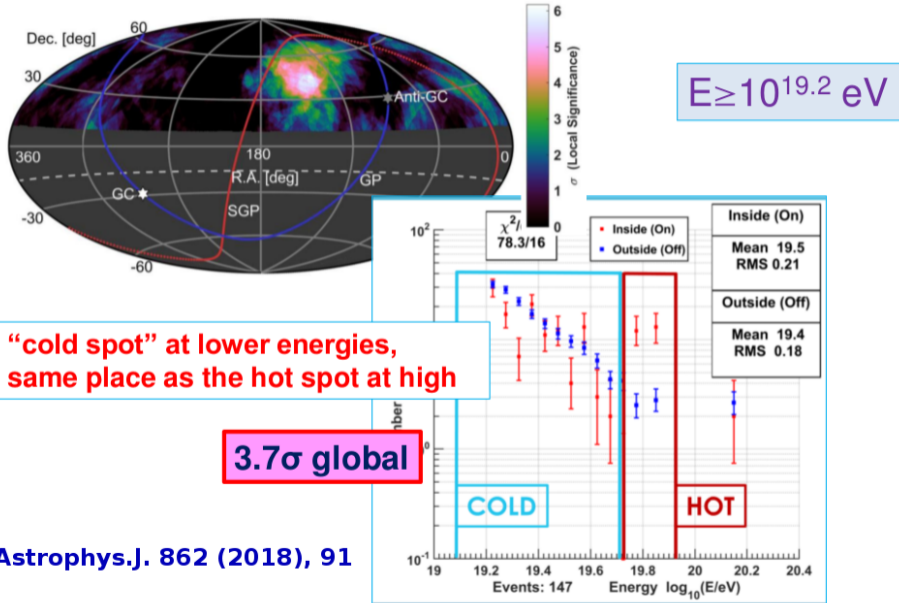 Dec. [deg]
60
30
360
180
0
R.A. [deg]
GC
Anti-GC
GP
SGP
-30
-60
6
5
4
3
2
1
0
σ (Local Significance)
E≥10^19.2 eV
"cold spot" at lower energies,
same place as the hot spot at high
3.7σ global
Astrophys.J. 862 (2018), 91
10^2
10^-1
χ^2/
78.3/16
Inside (On)
Outside (Off)
Inside (On)
Mean 19.5
RMS 0.21
Outside (Off)
Mean 19.4
RMS 0.18
COLD
HOT
19
19.2
19.4
19.6
19.8
20
20.2
20.4
Events: 147
Energy log10(E/eV)